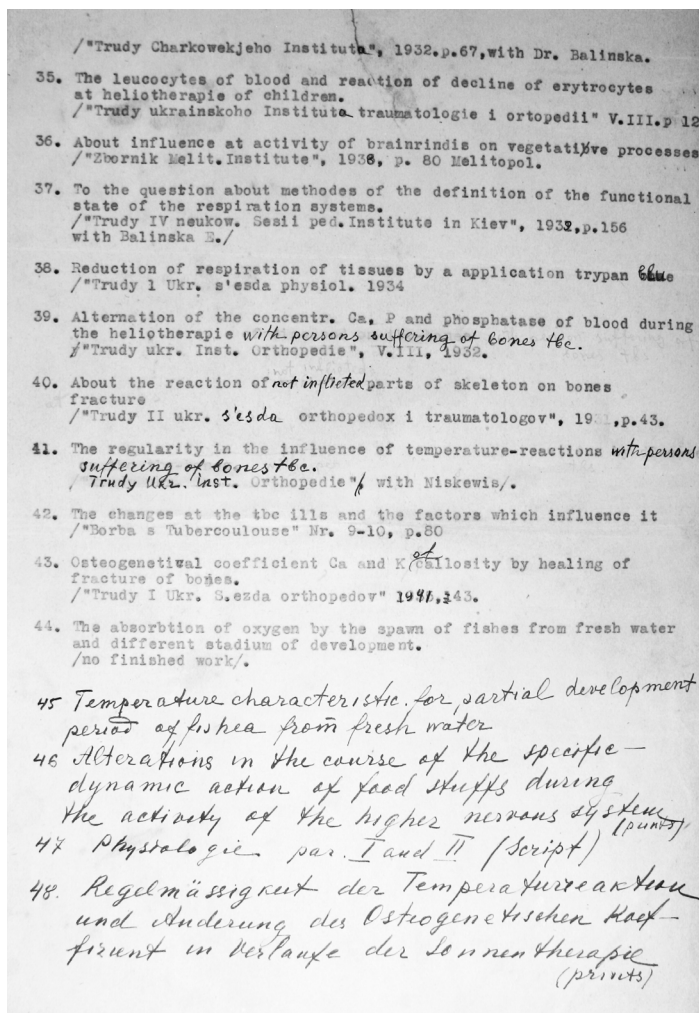 /"Trudy Charkowekjeho Instituta", 1932.p.67,with Dr. Balinska.
35. The leucocytes of blood and reaction of decline of erytrocytes
at heliotherapie of children.
/"Trudy ukrainskoho Instituta traumatologie i ortopedii" V.III.p 12
36. About influence at activity of brainrindis on vegetative processes
/"Zbornik Melit.Institute", 1938, p. 80 Melitopol.
37. To the question about methodes of the definition of the functional
state of the respiration systems.
/"Trudy IV neukow. Sesii ped.Institute in Kiev", 1932,p.156
with Balinska E./
38. Reduction of respiration of tissues by a application trypan blue
/"Trudy 1 Ukr. s'esda physiol. 1934
39. Alternation of the concentr. Ca, P and phosphatase of blood during
the heliotherapie with persons suffering of bones tbc.
/"Trudy ukr. Inst. Orthopedie", V.III, 1932.
40. About the reaction of not inflicted parts of skeleton on bones
fracture
/"Trudy II ukr. s'esda orthopedox i traumatologov", 19 1,p.43.
41. The regularity in the influence of temperature-reactions with persons
suffering of bones tbc.
/Trudy Ukr. inst. Orthopedie"/ with Niskewis/.
42. The changes at the tbc ills and the factors which influence it
/"Borba s Tubercoulouse" Nr. 9-10, p.80
43. Osteogenetival coefficient Ca and K of callosity by healing of
fracture of bones.
/"Trudy I Ukr. S.ezda orthopedov" 143.
44. The absorbtion of oxygen by the spawn of fishes from fresh water
and different stadium of development.
/no finished work/.
45 Temperature characteristic for partial development
period of fishea from fresh water
46 Alterations in the course of the specific-
dynamic action of food stuffs during
the activity of the higher nervous system
(prints)
47 Physiologie par. I and II (Script)
48. Regelmässigkeit der Temperaturreaktion
und Anderung des Osteogenetischen Koef-
fizient in Verlaufe der Sonnentherapie
(prints)